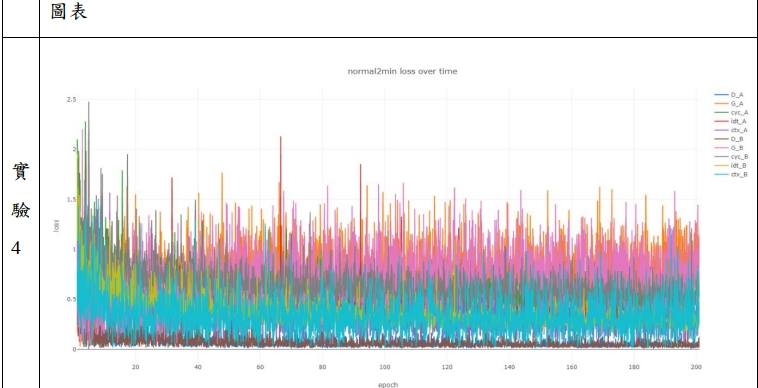 圖表
實
驗
4
normal2min loss over time
2.5
2
1.5
1
0.5
0
loss
20 40 60 80 100 120 140 160 180 200
epoch
D_A
G_A
cyc_A
idt_A
ctx_A
D_B
G_B
cyc_B
idt_B
ctx_B